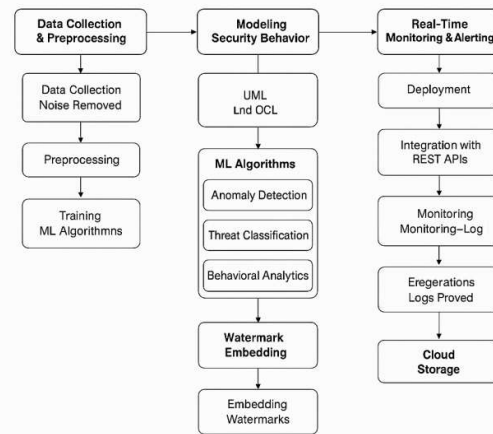 Data Collection
& Preprocessing
Data Collection
Noise Removed
Preprocessing
Training
ML Algorithmns
Modeling
Security Behavior
UML
Lnd OCL
ML Algorithms
Anomaly Detection
Threat Classification
Behavioral Analytics
Watermark
Embedding
Embedding
Watermarks
Real-Time
Monitoring & Alerting
Deployment
Integration with
REST APIs
Monitoring
Monitoring–Log
Eregerations
Logs Proved
Cloud
Storage